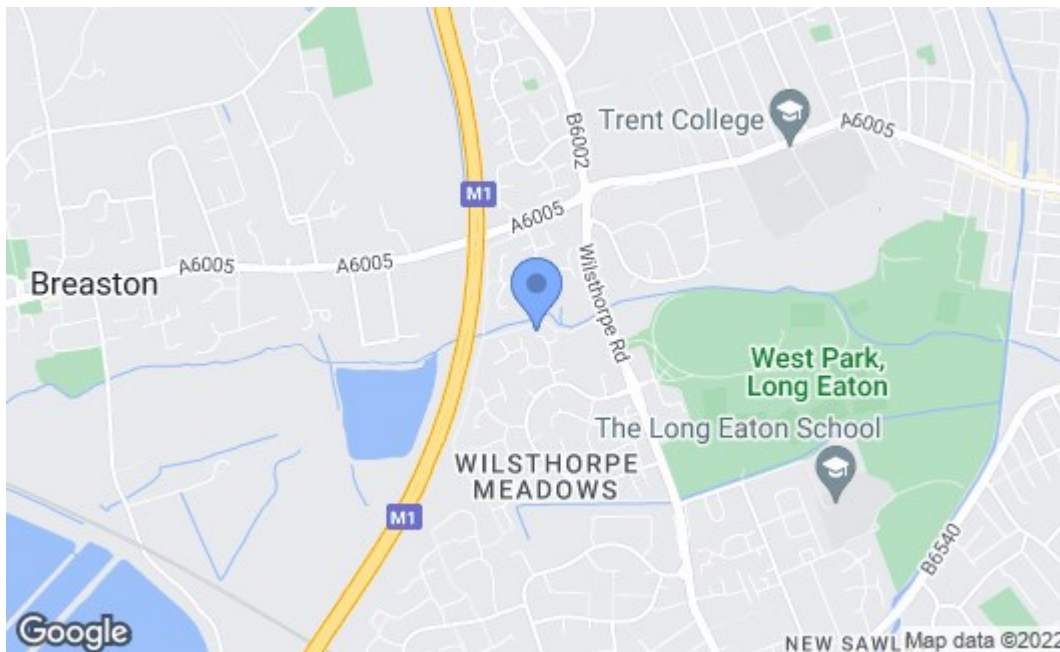 B6002
Trent College
A6005
M1
A6005
Wilsthorpe Rd
Breaston
A6005
A6005
West Park,
Long Eaton
The Long Eaton School
WILSTHORPE
MEADOWS
M1
B6540
Google
NEW SAWL
Map data ©2022